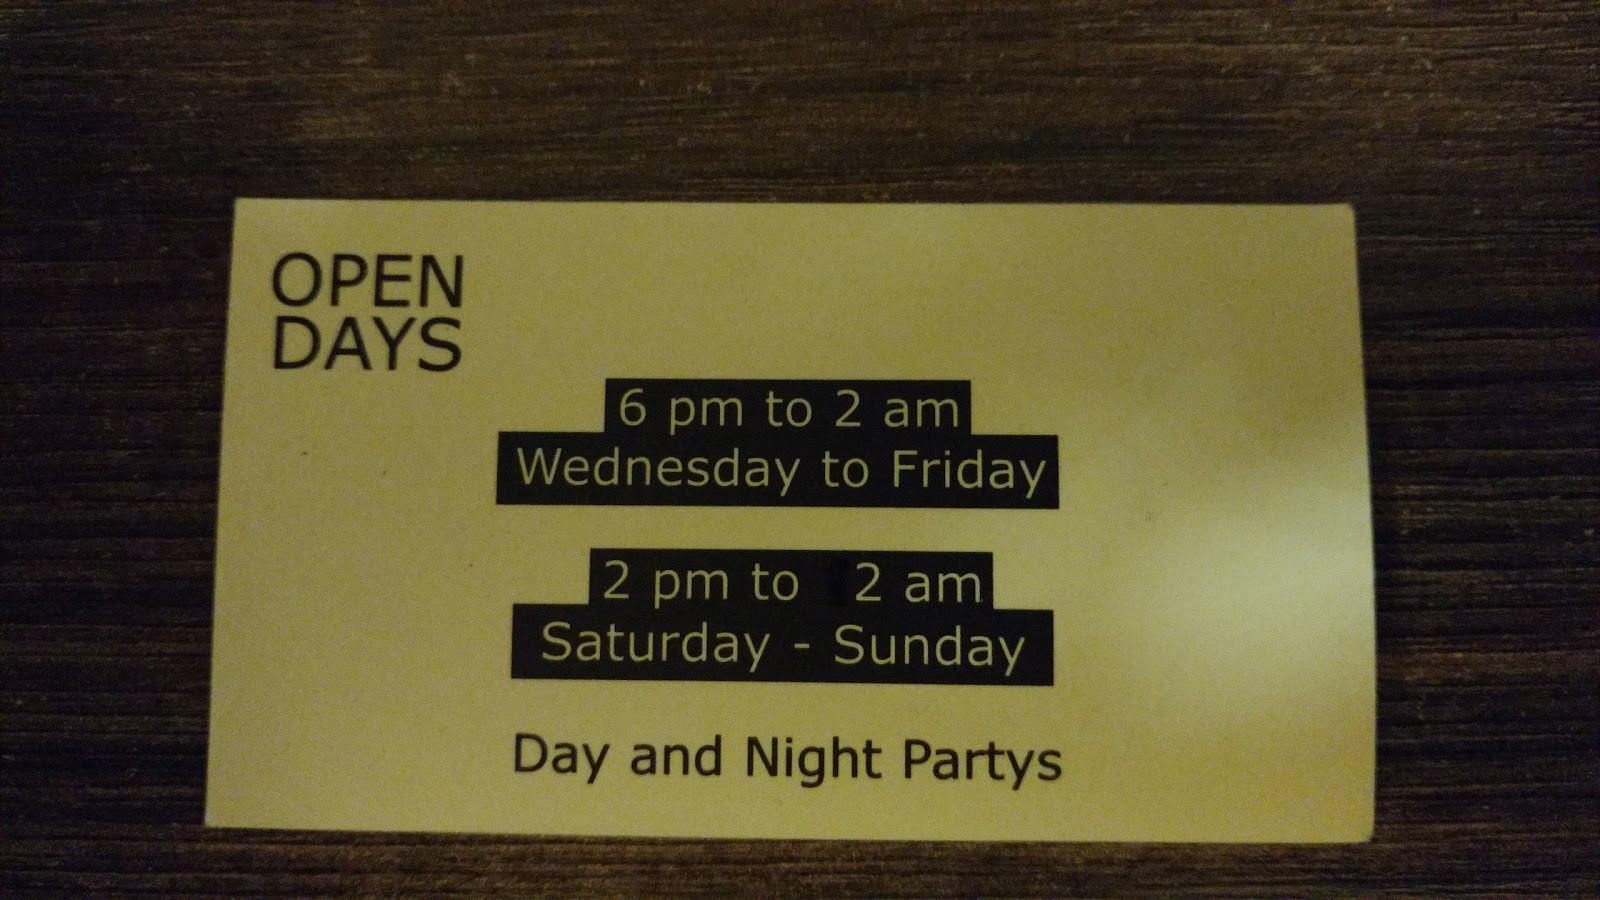 OPEN
DAYS
6 pm to 2 am
Wednesday to Friday
2 pm to 2 am
Saturday - Sunday
Day and Night Partys